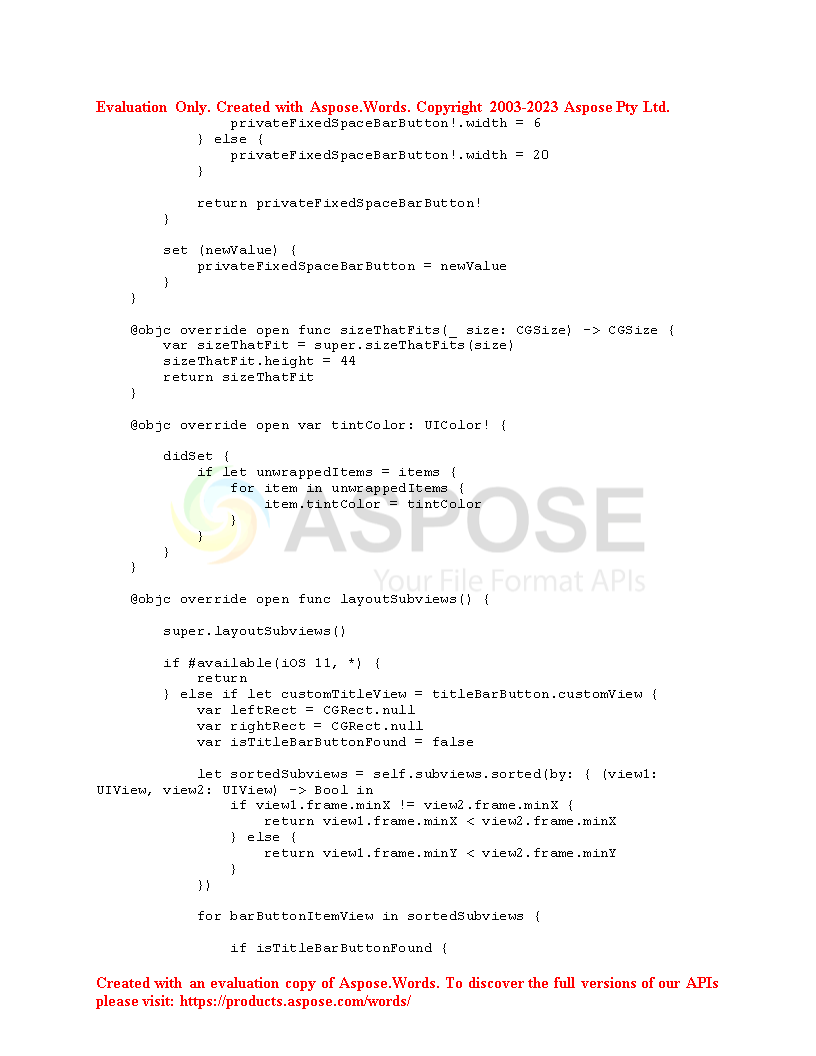 Evaluation Only. Created with Aspose.Words. Copyright 2003-2023 Aspose Pty Ltd.
                privateFixedSpaceBarButton!.width = 6
            } else {
                privateFixedSpaceBarButton!.width = 20
            }

            return privateFixedSpaceBarButton!
        }

        set (newValue) {
            privateFixedSpaceBarButton = newValue
        }
    }

    @objc override open func sizeThatFits(_ size: CGSize) -> CGSize {
        var sizeThatFit = super.sizeThatFits(size)
        sizeThatFit.height = 44
        return sizeThatFit
    }

    @objc override open var tintColor: UIColor! {

        didSet {
            if let unwrappedItems = items {
                for item in unwrappedItems {
                    item.tintColor = tintColor
                }
            }
        }
    }
ASPOSE
Your File Format APIs

    @objc override open func layoutSubviews() {

        super.layoutSubviews()

        if #available(iOS 11, *) {
            return
        } else if let customTitleView = titleBarButton.customView {
            var leftRect = CGRect.null
            var rightRect = CGRect.null
            var isTitleBarButtonFound = false

            let sortedSubviews = self.subviews.sorted(by: { (view1:
UIView, view2: UIView) -> Bool in
                if view1.frame.minX != view2.frame.minX {
                    return view1.frame.minX < view2.frame.minX
                } else {
                    return view1.frame.minY < view2.frame.minY
                }
            })

            for barButtonItemView in sortedSubviews {

                if isTitleBarButtonFound {
Created with an evaluation copy of Aspose.Words. To discover the full versions of our APIs
please visit: https://products.aspose.com/words/